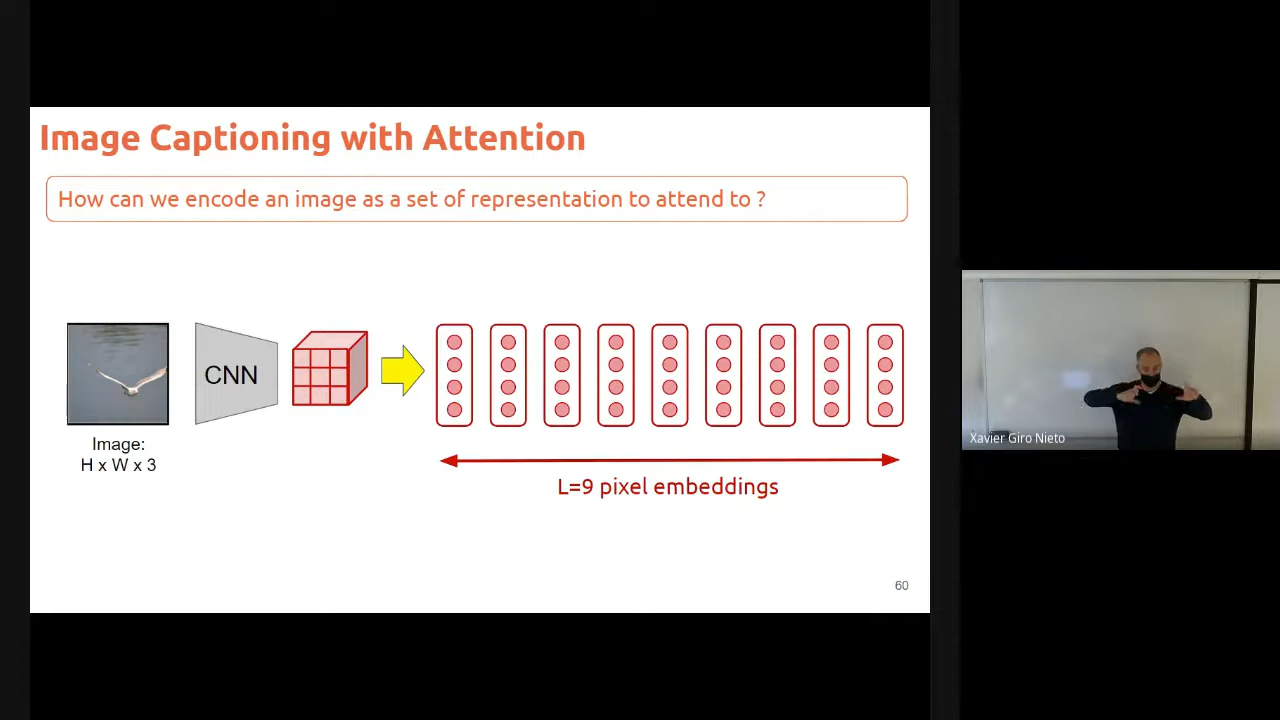 Image Captioning with Attention
How can we encode an image as a set of representation to attend to ?
CNN
Image:
H x W x 3
L=9 pixel embeddings
60
Xavier Giro Nieto